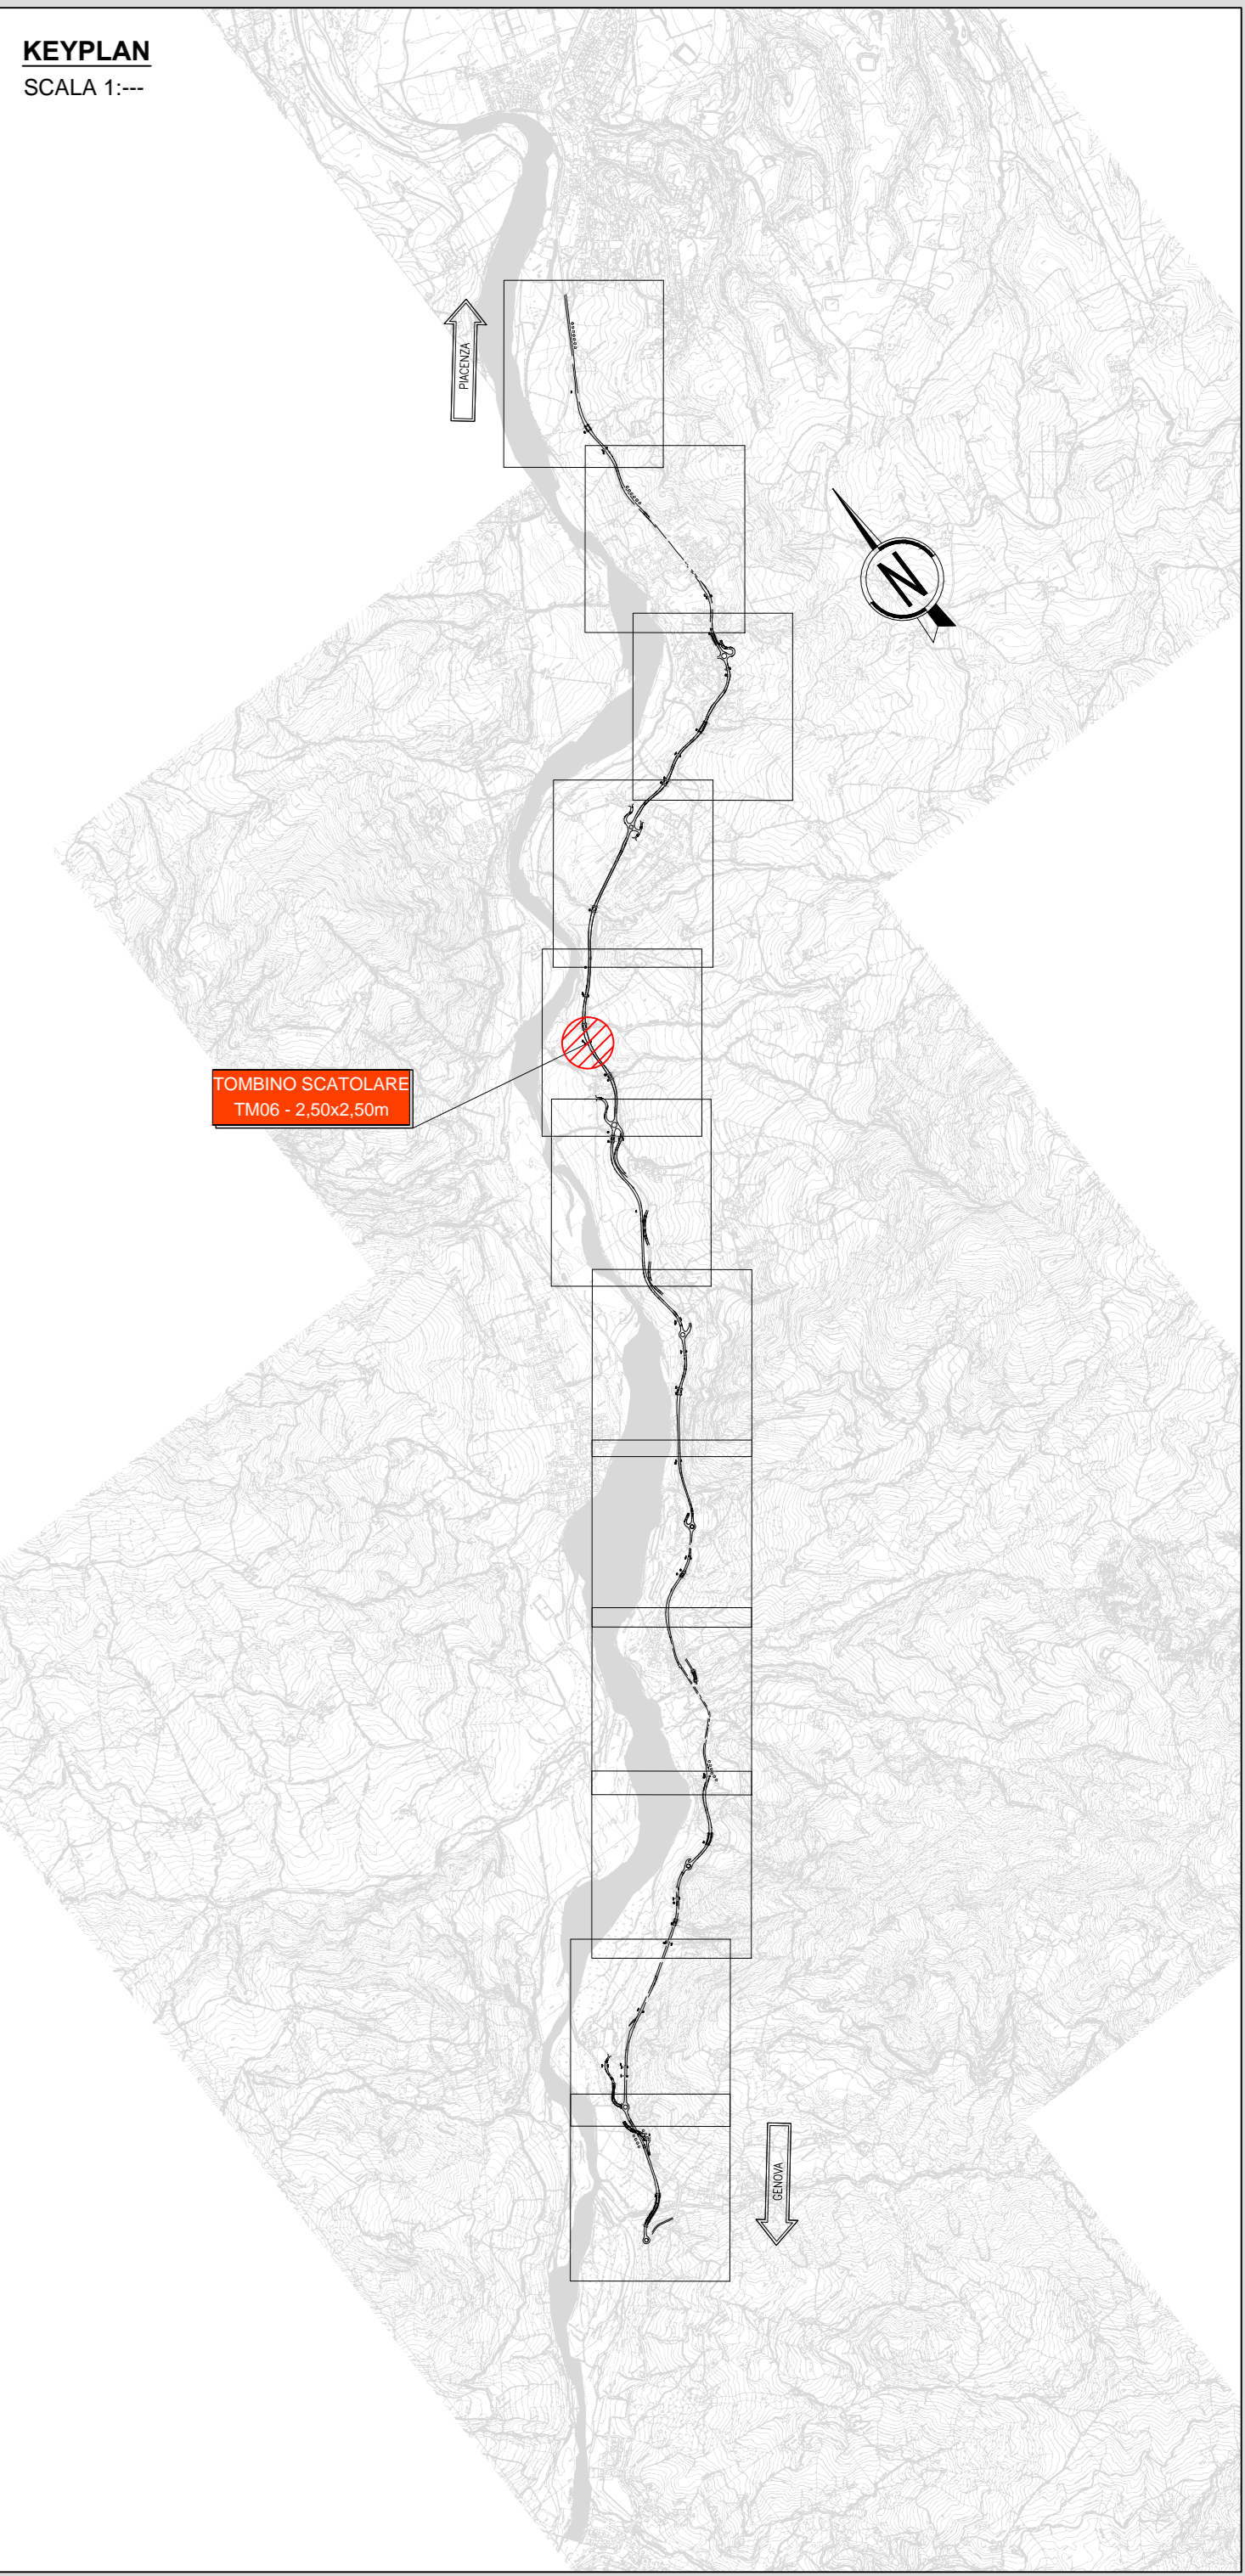 KEYPLAN
SCALA 1:---
PIACENZA
N
TOMBINO SCATOLARE
TM06 - 2,50x2,50m
GENOVA